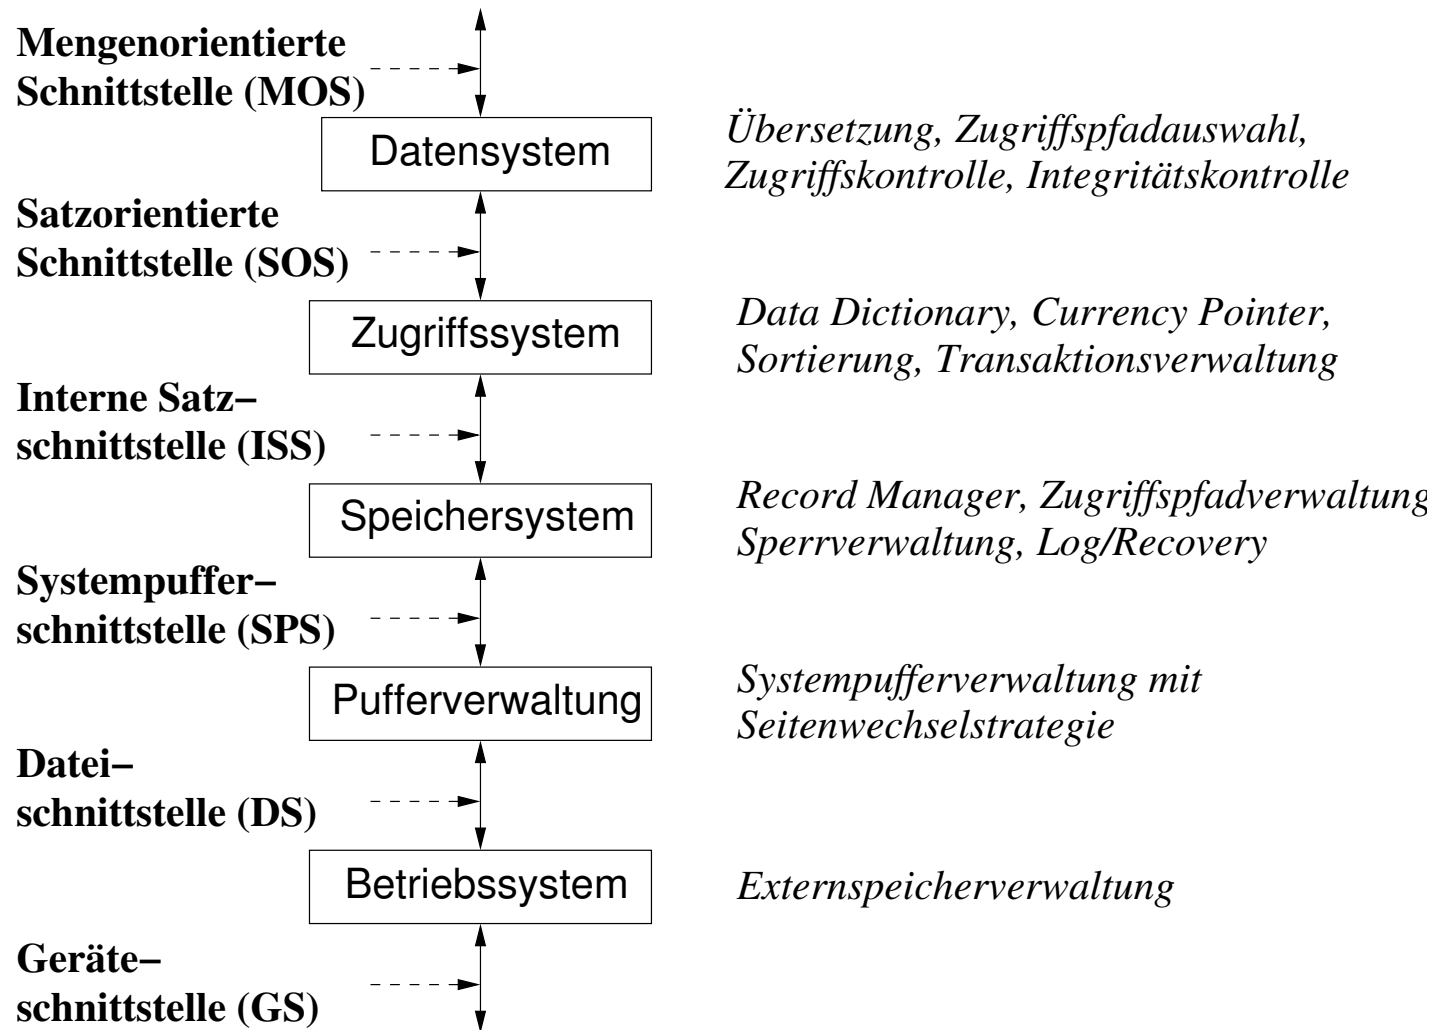 Mengenorientierte
Schnittstelle (MOS)
Datensystem
Übersetzung, Zugriffspfadauswahl,
Zugriffskontrolle, Integritätskontrolle
Satzorientierte
Schnittstelle (SOS)
Zugriffssystem
Data Dictionary, Currency Pointer,
Sortierung, Transaktionsverwaltung
Interne Satz–
schnittstelle (ISS)
Speichersystem
Record Manager, Zugriffspfadverwaltung
Sperrverwaltung, Log/Recovery
Systempuffer–
schnittstelle (SPS)
Pufferverwaltung
Systempufferverwaltung mit
Seitenwechselstrategie
Datei–
schnittstelle (DS)
Betriebssystem
Externspeicherverwaltung
Geräte–
schnittstelle (GS)